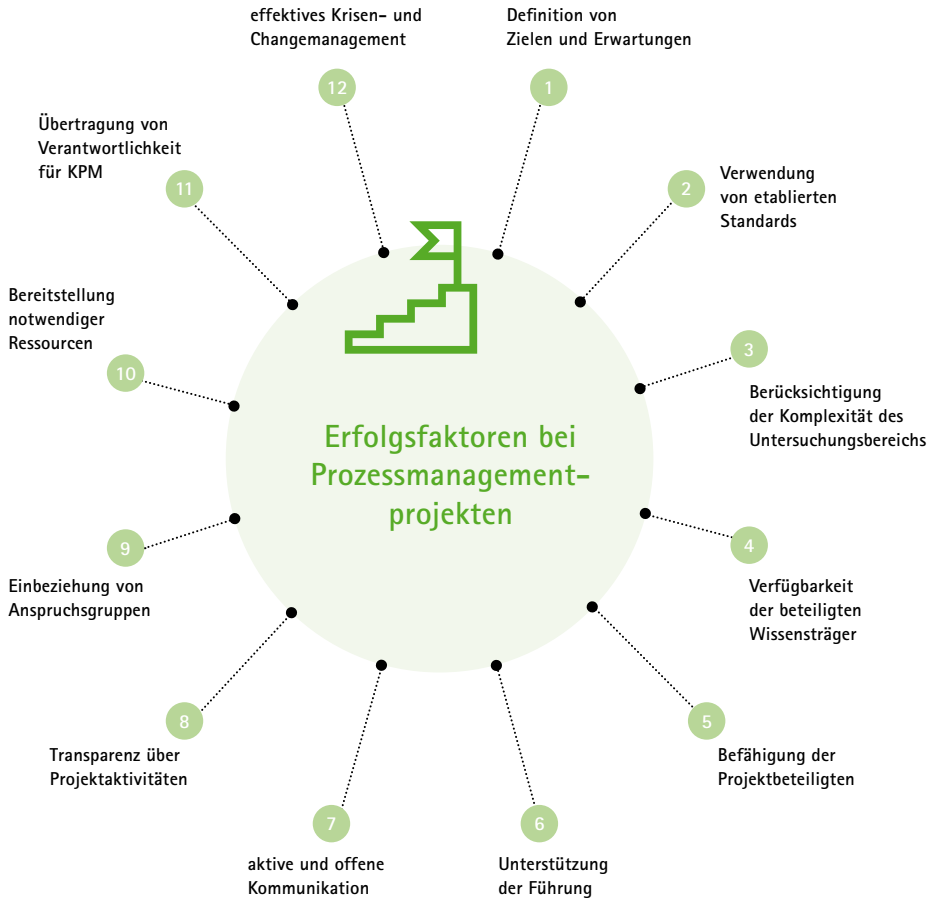 Erfolgsfaktoren bei
Prozessmanagement-
projekten
1
Definition von
Zielen und Erwartungen
2
Verwendung
von etablierten
Standards
3
Berücksichtigung
der Komplexität des
Untersuchungsbereichs
4
Verfügbarkeit
der beteiligten
Wissensträger
5
Befähigung der
Projektbeteiligten
6
Unterstützung
der Führung
7
aktive und offene
Kommunikation
8
Transparenz über
Projektaktivitäten
9
Einbeziehung von
Anspruchsgruppen
10
Bereitstellung
notwendiger
Ressourcen
11
Übertragung von
Verantwortlichkeit
für KPM
12
effektives Krisen- und
Changemanagement